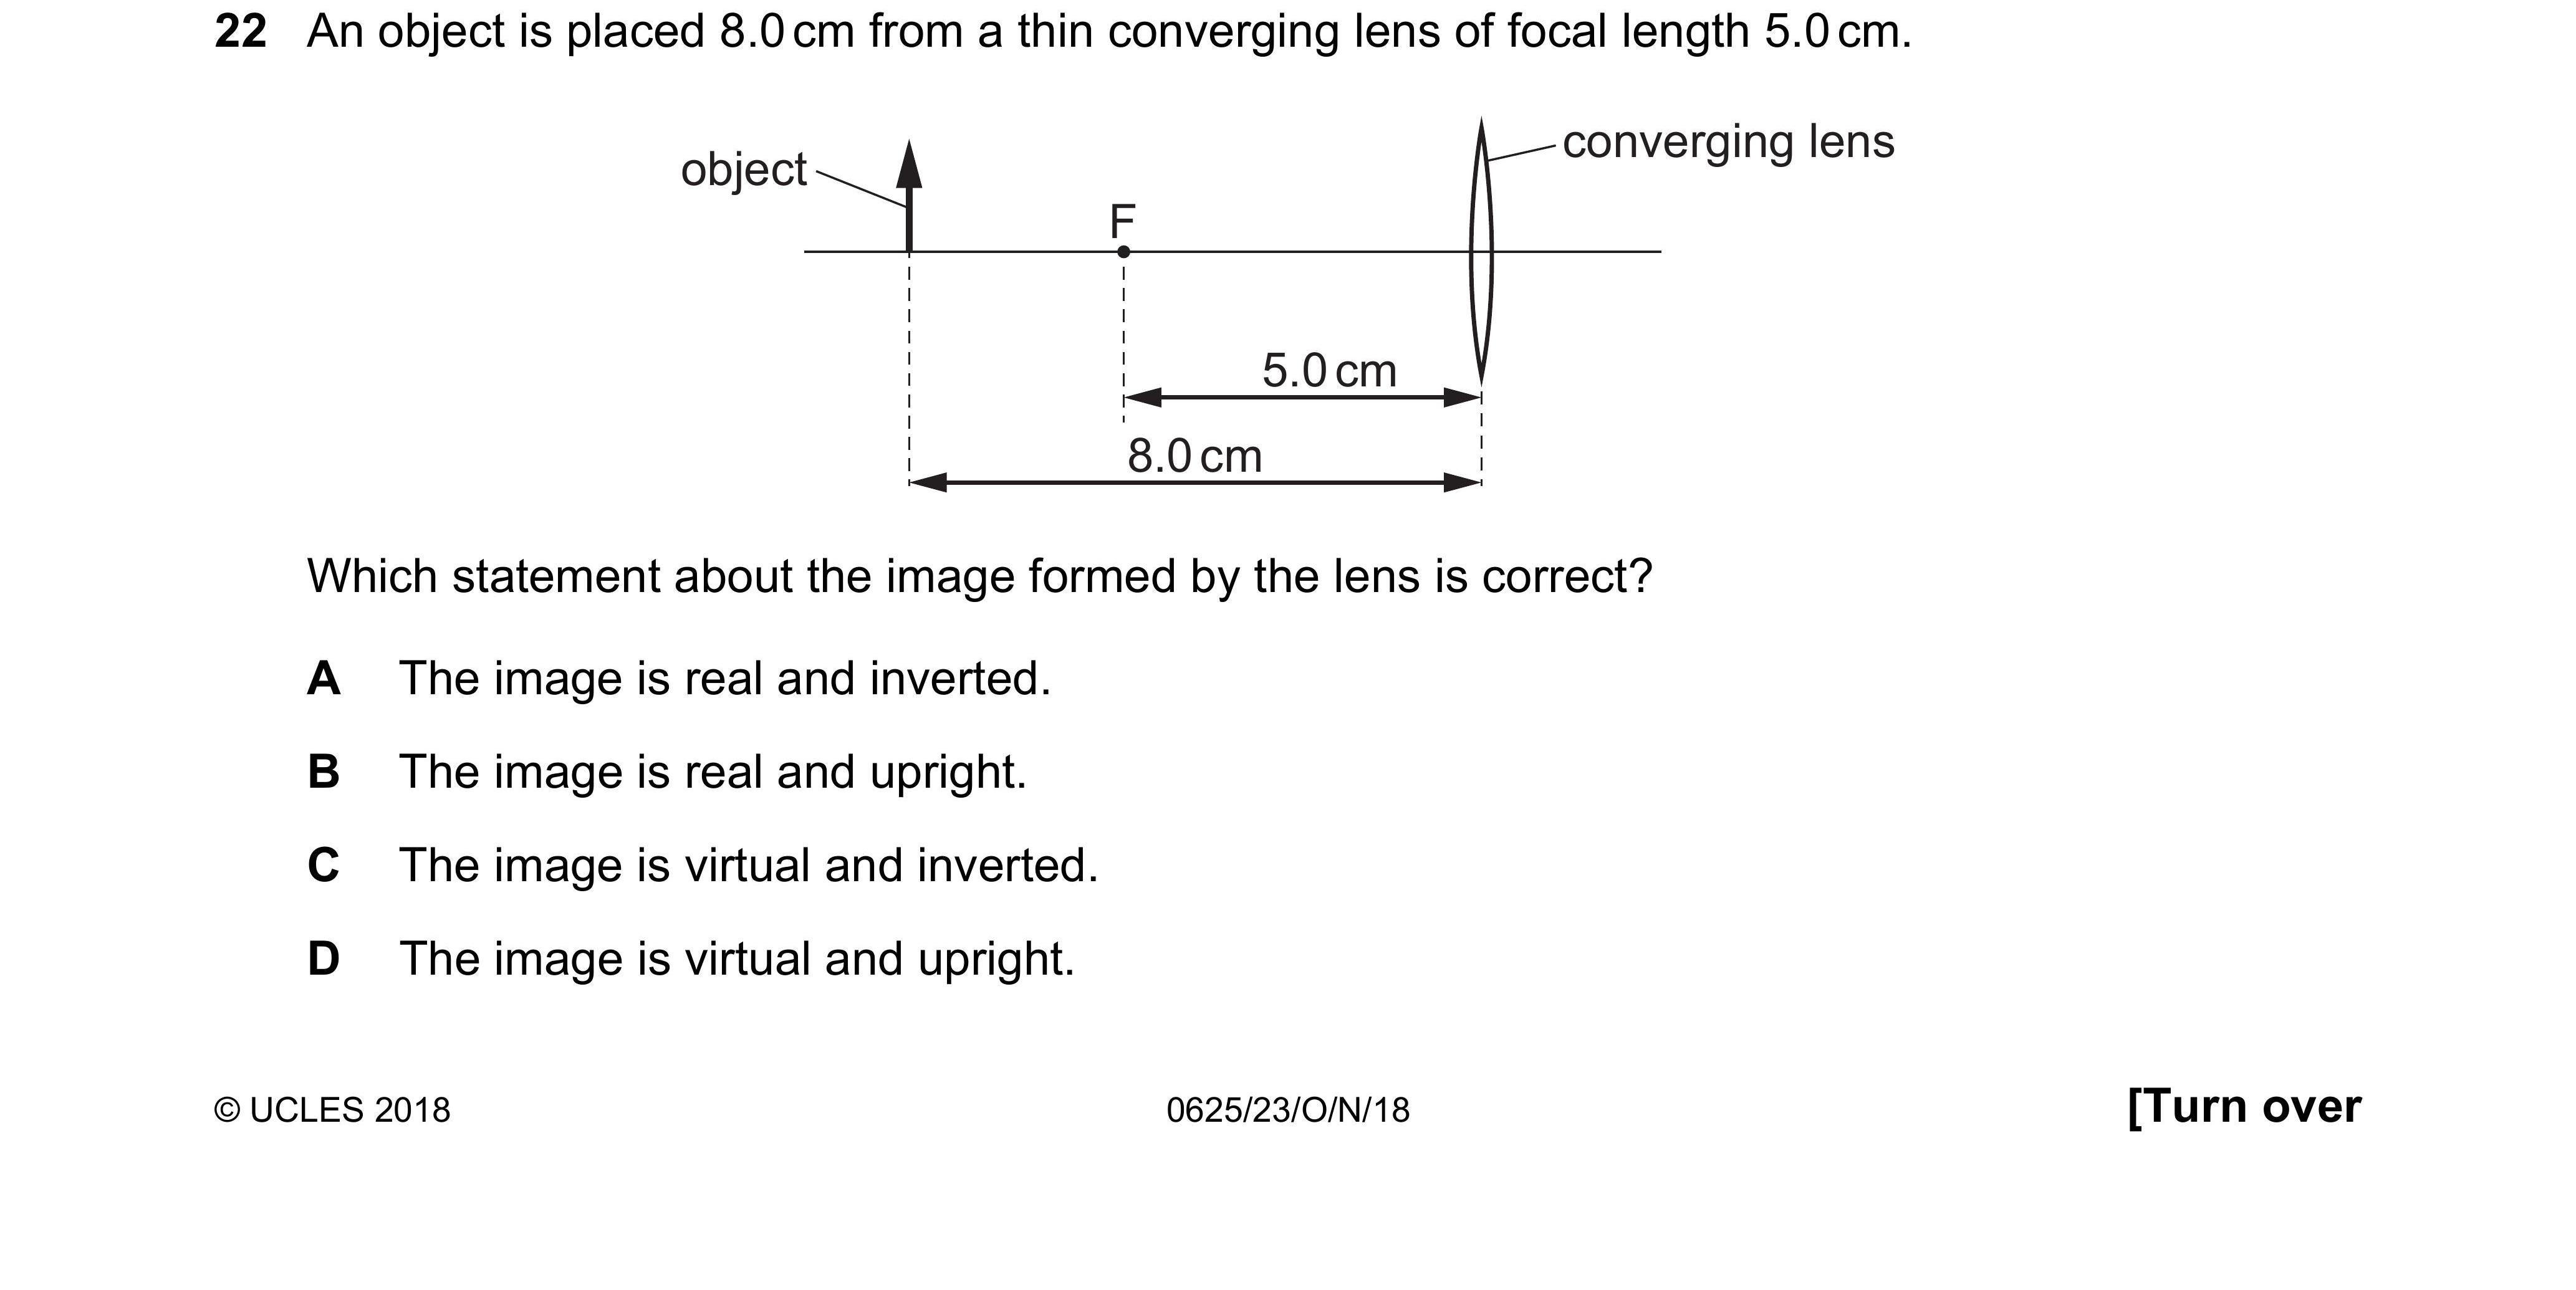 22 An object is placed 8.0 cm from a thin converging lens of focal length 5.0 cm.
converging lens
object
F
5.0 cm
8.0 cm
Which statement about the image formed by the lens is correct?
A The image is real and inverted.
B The image is real and upright.
C The image is virtual and inverted.
D The image is virtual and upright.
© UCLES 2018 0625/23/O/N/18 [Turn over